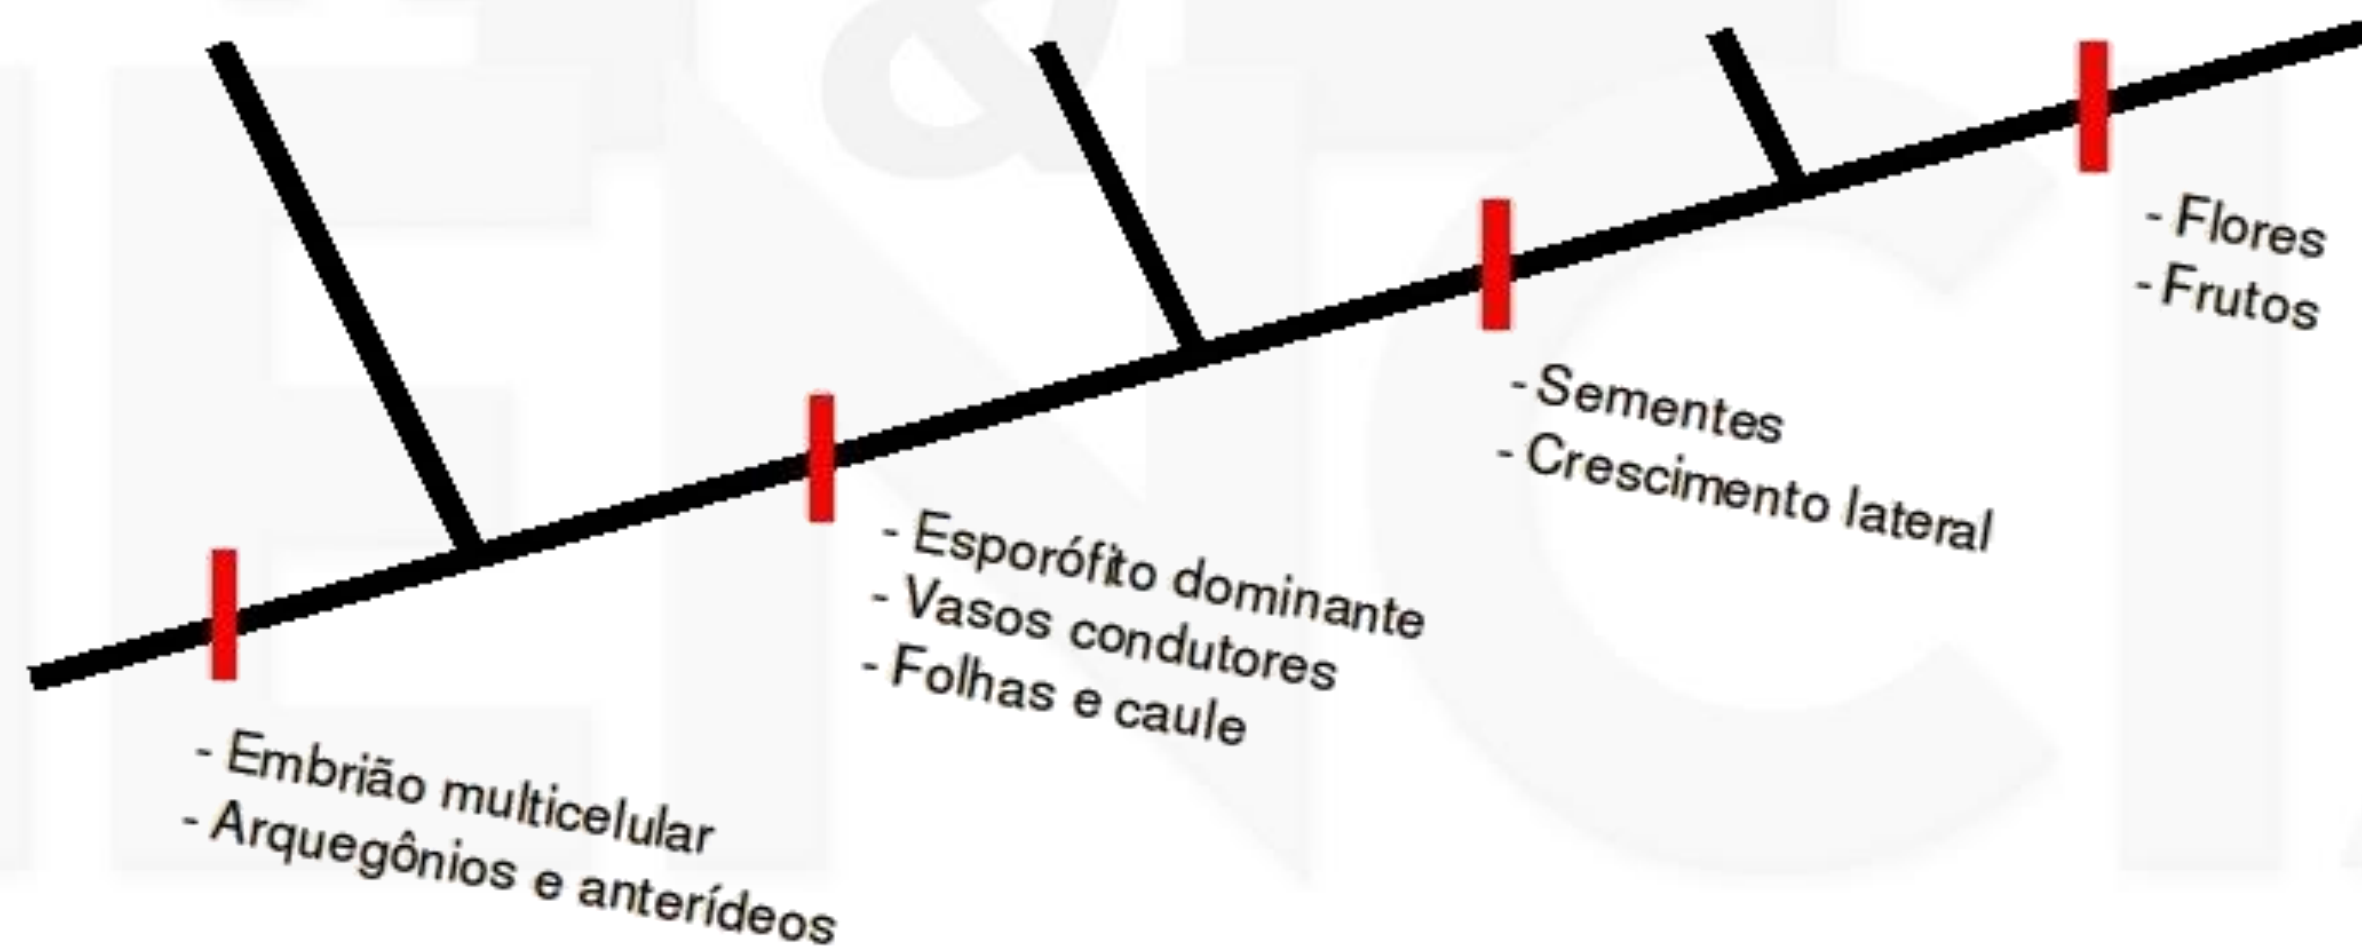 - Flores
- Frutos
- Sementes
- Crescimento lateral
- Esporófito dominante
- Vasos condutores
- Folhas e caule
- Embrião multicelular
- Arquegônios e anterídeos